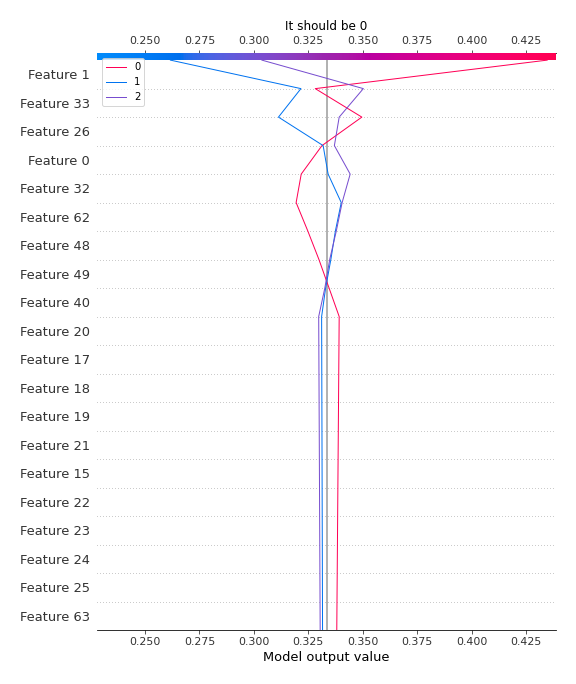 It should be 0
0.250 0.275 0.300 0.325 0.350 0.375 0.400 0.425
0
1
2
Feature 1
Feature 33
Feature 26
Feature 0
Feature 32
Feature 62
Feature 48
Feature 49
Feature 40
Feature 20
Feature 17
Feature 18
Feature 19
Feature 21
Feature 15
Feature 22
Feature 23
Feature 24
Feature 25
Feature 63
0.250 0.275 0.300 0.325 0.350 0.375 0.400 0.425
Model output value